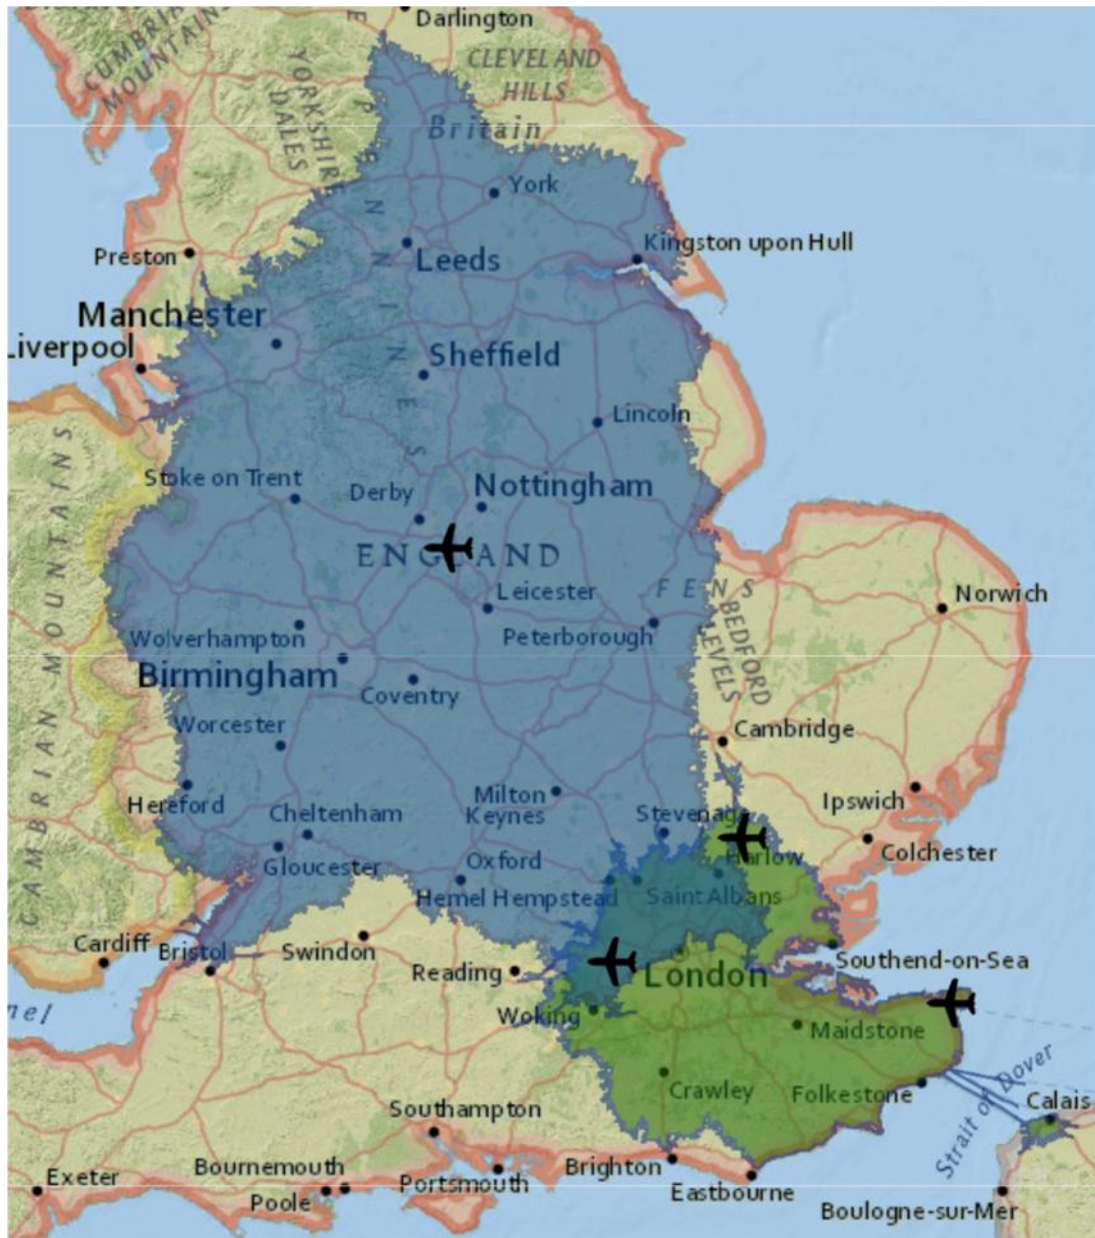 Darlington
CUMBRIA
MOUNTAINS
CLEVELAND
HILLS
YORKSHIRE
DALES
PENNINES
Britain
York
Kingston upon Hull
Preston
Leeds
Manchester
Liverpool
Sheffield
Lincoln
Stoke on Trent
Derby
Nottingham
ENGLAND
Leicester
FENS
Norwich
Wolverhampton
Peterborough
BEDFORD
LEVELS
Birmingham
Coventry
CAMBRIAN MOUNTAINS
Worcester
Cambridge
Hereford
Cheltenham
Milton
Keynes
Stevenag
Ipswich
Gloucester
Oxford
Harlow
Colchester
Hemel Hempstead
Saint Albans
Cardiff
Bristol
Swindon
Reading
London
Southend-on-Sea
nel
Woking
Maidstone
Crawley
Folkestone
Strait of Dover
Calais
Southampton
Exeter
Bournemouth
Poole
Portsmouth
Brighton
Eastbourne
Boulogne-sur-Mer